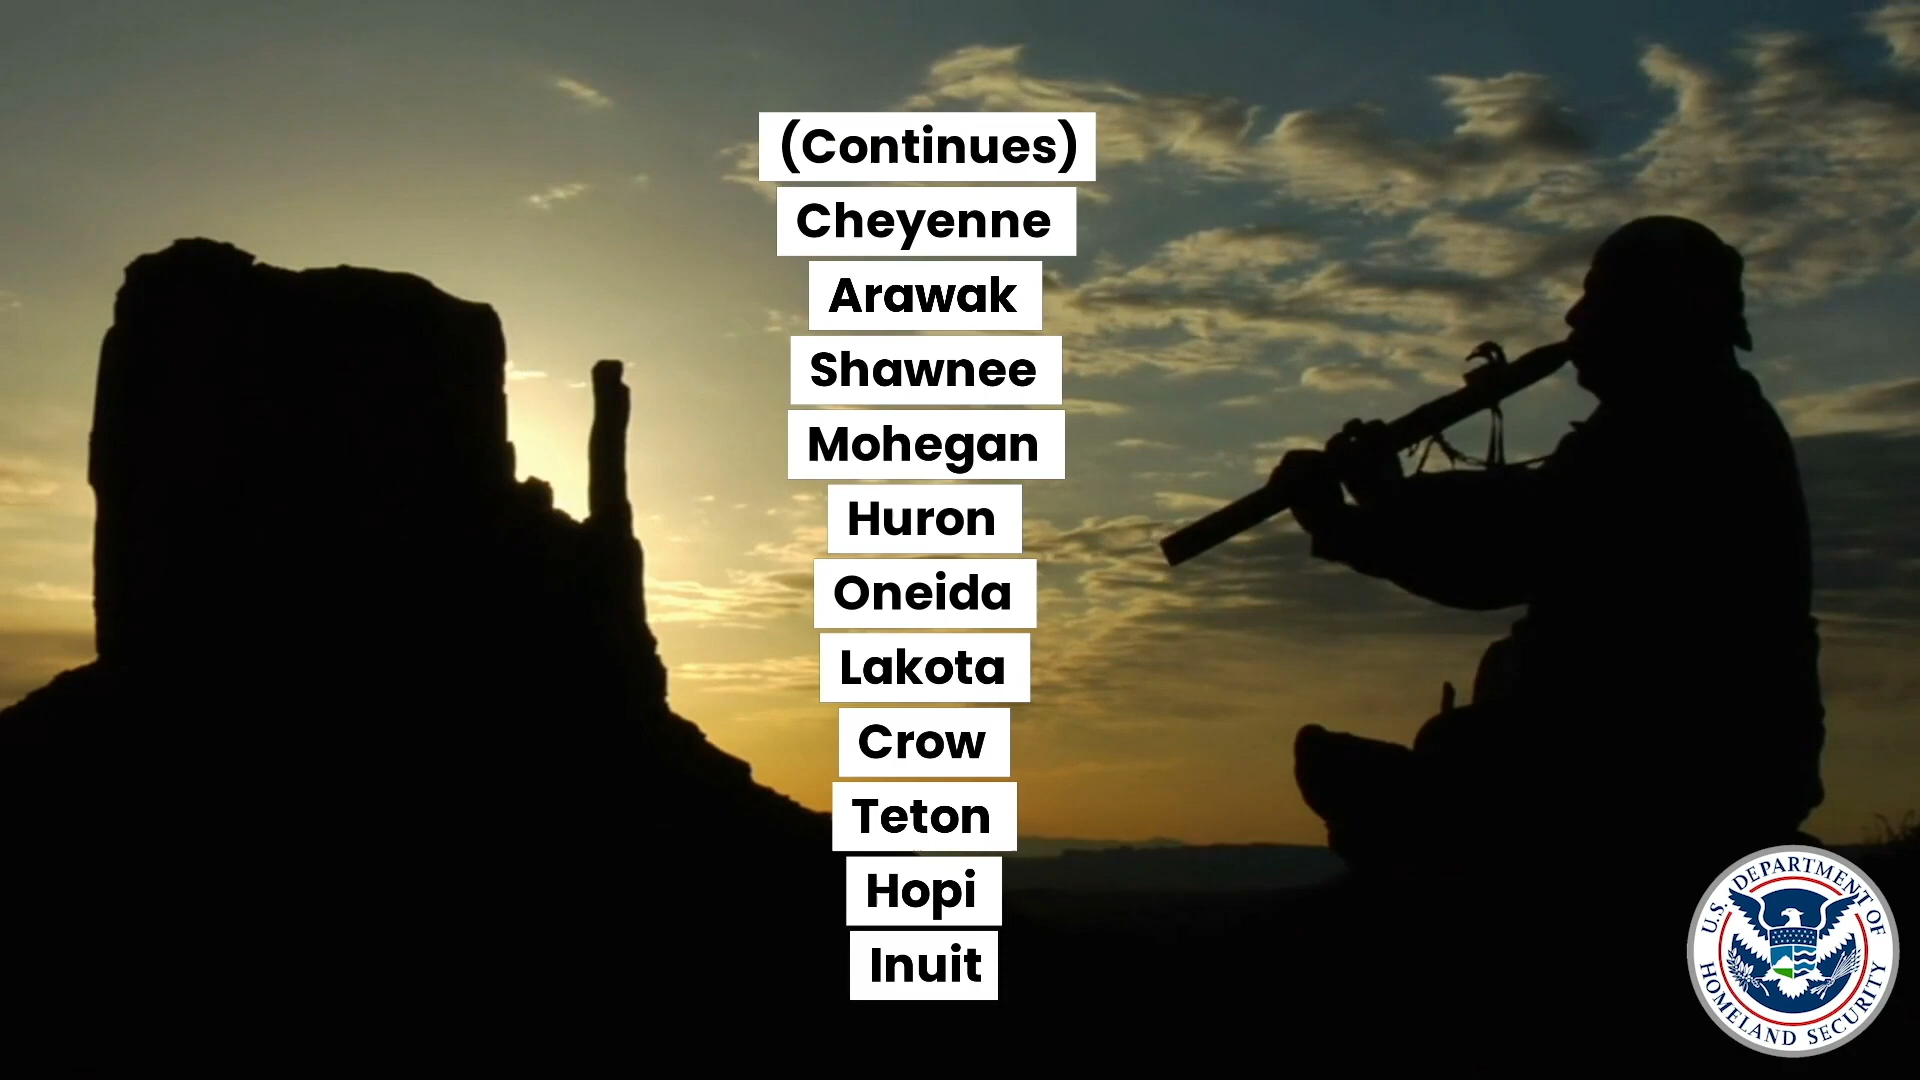 (Continues)
Cheyenne
Arawak
Shawnee
Mohegan
Huron
Oneida
Lakota
Crow
Teton
Hopi
Inuit
U.S. DEPARTMENT OF
HOMELAND SECURITY